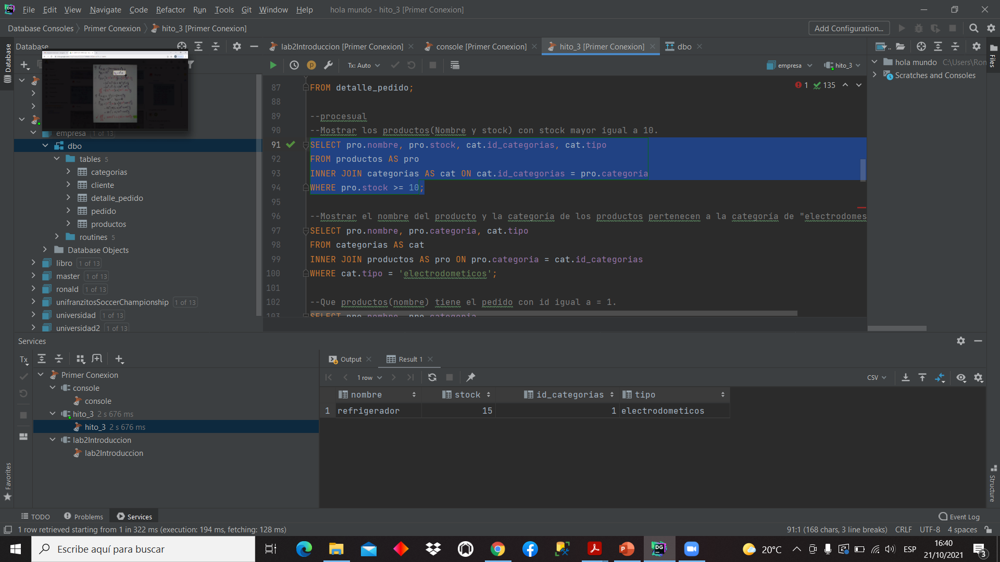 File Edit View Navigate Code Refactor Run Tools Git Window Help hola mundo - hito_3 [Primer Conexion]
Database Consoles Primer Conexion hito_3 [Primer Conexion] Add Configuration...
Database
lab2Introduccion [Primer Conexion] console [Primer Conexion] hito_3 [Primer Conexion] dbo
Tx: Auto empresa hito_3
hola mundo C:\Users\Ron
Scratches and Consoles
Files
Database
empresa 1 of 13
dbo
tables 5
categorias
cliente
detalle_pedido
pedido
productos
routines 5
Database Objects
libro 1 of 13
master 1 of 13
ronald 1 of 13
unifranzitosSoccerChampionship 1 of 13
universidad 1 of 13
universidad2 1 of 13
1 135
87 FROM detalle_pedido;
88
89 --procesual
90 --Mostrar los productos(Nombre y stock) con stock mayor igual a 10.
91 SELECT pro.nombre, pro.stock, cat.id_categorias, cat.tipo
92 FROM productos AS pro
93 INNER JOIN categorias AS cat ON cat.id_categorias = pro.categoria
94 WHERE pro.stock >= 10;
95
96 --Mostrar el nombre del producto y la categoría de los productos pertenecen a la categoría de "electrodomes
97 SELECT pro.nombre, pro.categoria, cat.tipo
98 FROM categorias AS cat
99 INNER JOIN productos AS pro ON pro.categoria = cat.id_categorias
100 WHERE cat.tipo = 'electrodometicos';
101
102 --Que productos(nombre) tiene el pedido con id igual a = 1.
103 SELECT pro.nombre, pro.categoria
Services
Tx
Primer Conexion
console
console
hito_3 2 s 676 ms
hito_3 2 s 676 ms
lab2Introduccion
lab2Introduccion
Output Result 1
1 row CSV
nombre stock id_categorias tipo
1 refrigerador 15 1 electrodometicos
Favorites
Structure
TODO Problems Services Event Log
1 row retrieved starting from 1 in 322 ms (execution: 194 ms, fetching: 128 ms) 91:1 (168 chars, 3 line breaks) CRLF UTF-8 4 spaces
Escribe aquí para buscar
20°C ESP 16:40
21/10/2021
3